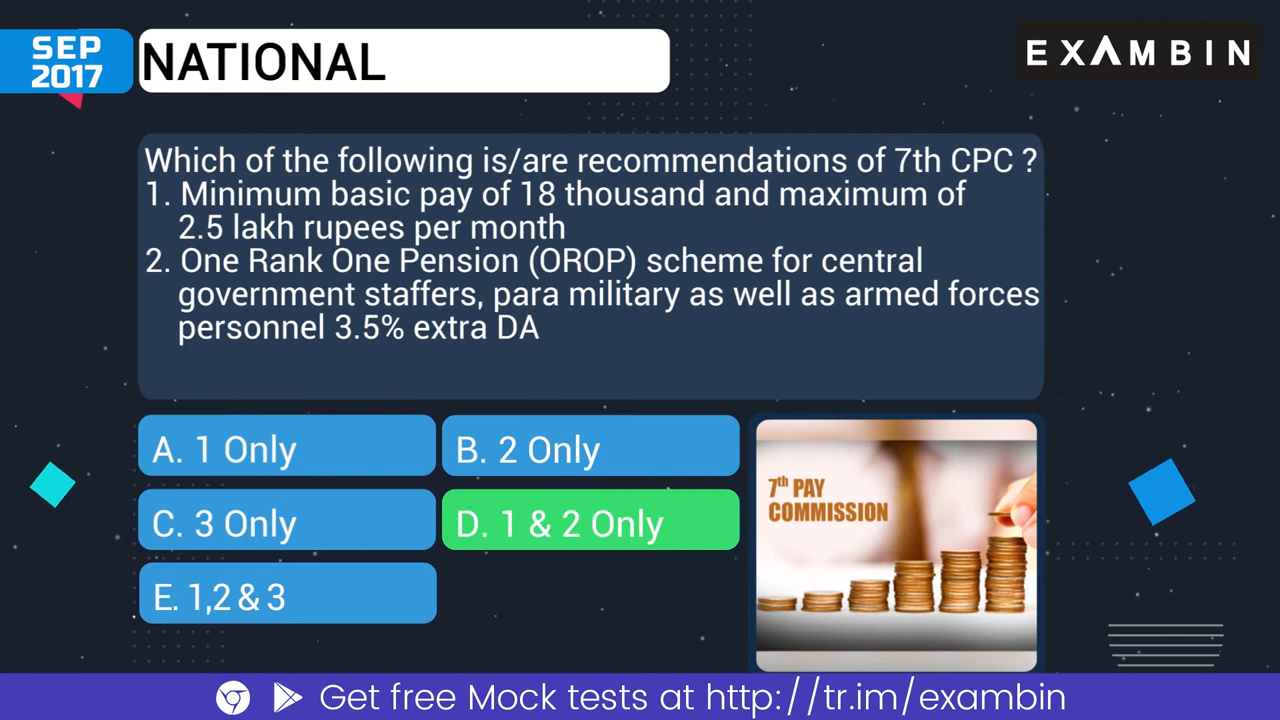 SEP
2017
NATIONAL
EXAMBIN
Which of the following is/are recommendations of 7th CPC ?
1. Minimum basic pay of 18 thousand and maximum of
2.5 lakh rupees per month
2. One Rank One Pension (OROP) scheme for central
government staffers, para military as well as armed forces
personnel 3.5% extra DA
A. 1 Only
B. 2 Only
C. 3 Only
D. 1 & 2 Only
E. 1,2 & 3
7th PAY
COMMISSION
Get free Mock tests at http://tr.im/exambin